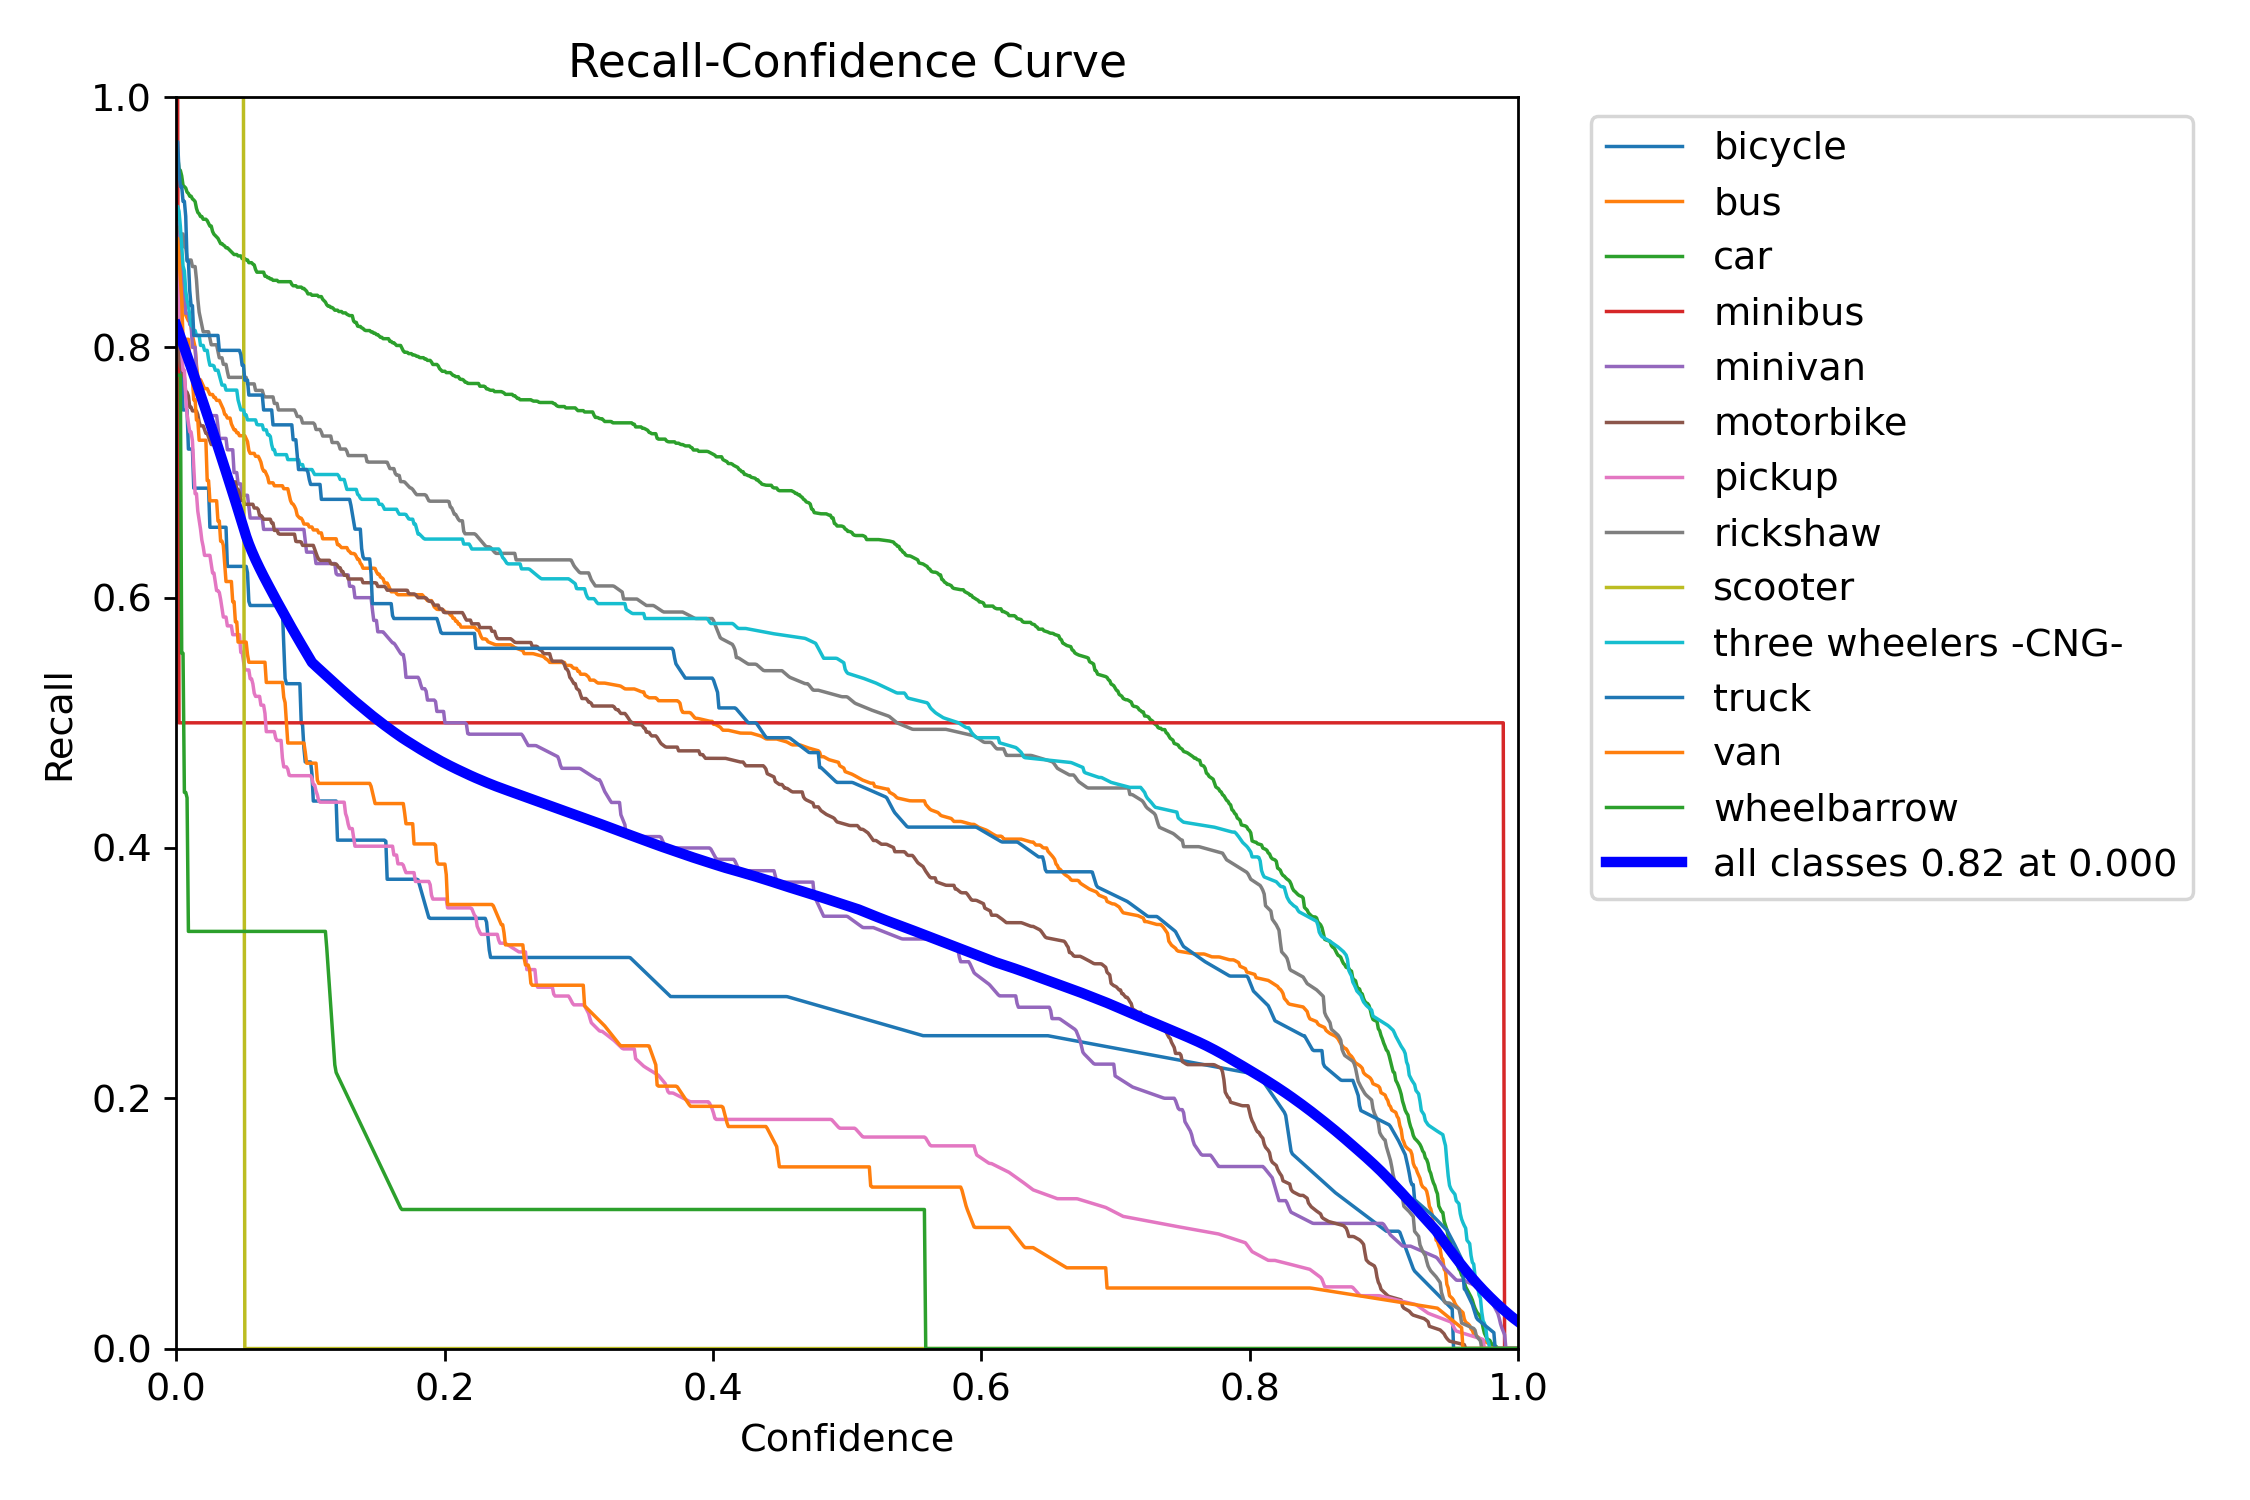 Recall-Confidence Curve
1.0
0.8
0.6
0.4
0.2
0.0
Recall
0.0 0.2 0.4 0.6 0.8 1.0
Confidence
bicycle
bus
car
minibus
minivan
motorbike
pickup
rickshaw
scooter
three wheelers -CNG-
truck
van
wheelbarrow
all classes 0.82 at 0.000